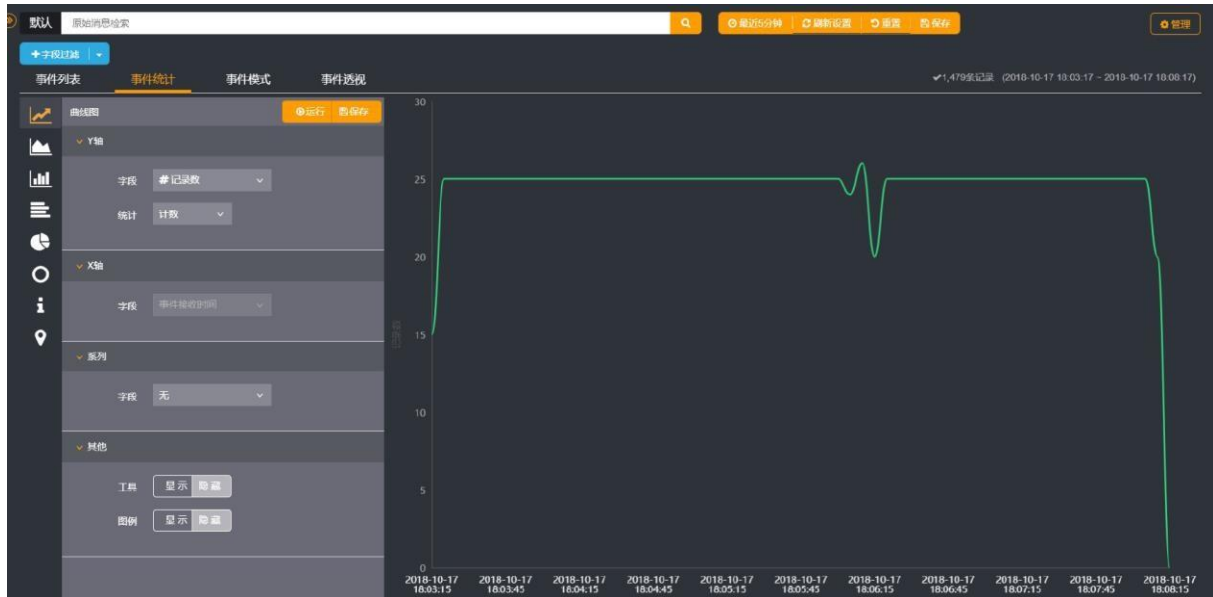 默认 原始消息检索 最近5分钟 刷新设置 重置 保存 管理
+字段过滤
事件列表 事件统计 事件模式 事件透视 ✔1,479条记录 (2018-10-17 18:03:17 ~ 2018-10-17 18:08:17)
曲线图 运行 保存
Y轴
字段 #记录数
统计 计数
X轴
字段 事件接收时间
系列
字段 无
其他
工具 显示 隐藏
图例 显示 隐藏
30
25
20
15
10
5
0
2018-10-17 2018-10-17 2018-10-17 2018-10-17 2018-10-17 2018-10-17 2018-10-17 2018-10-17 2018-10-17 2018-10-17 2018-10-17
18:03:15 18:03:45 18:04:15 18:04:45 18:05:15 18:05:45 18:06:15 18:06:45 18:07:15 18:07:45 18:08:15